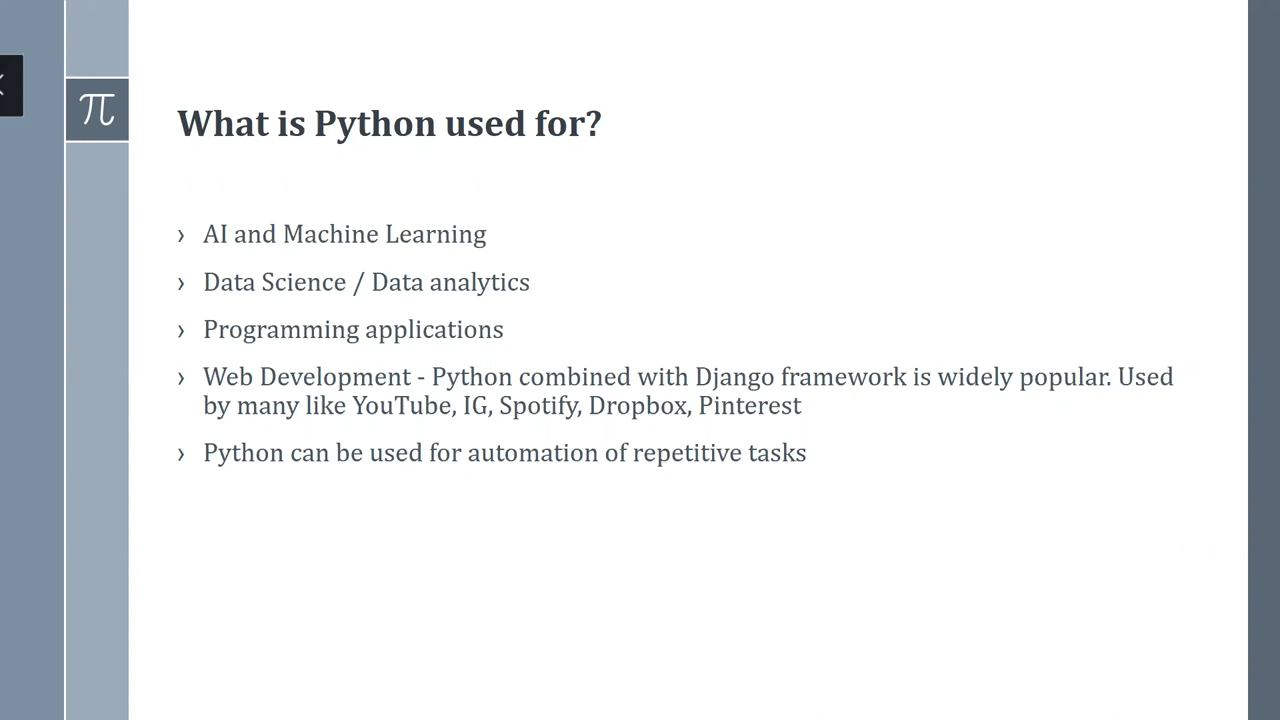 π
What is Python used for?
› AI and Machine Learning
› Data Science / Data analytics
› Programming applications
› Web Development - Python combined with Django framework is widely popular. Used
by many like YouTube, IG, Spotify, Dropbox, Pinterest
› Python can be used for automation of repetitive tasks